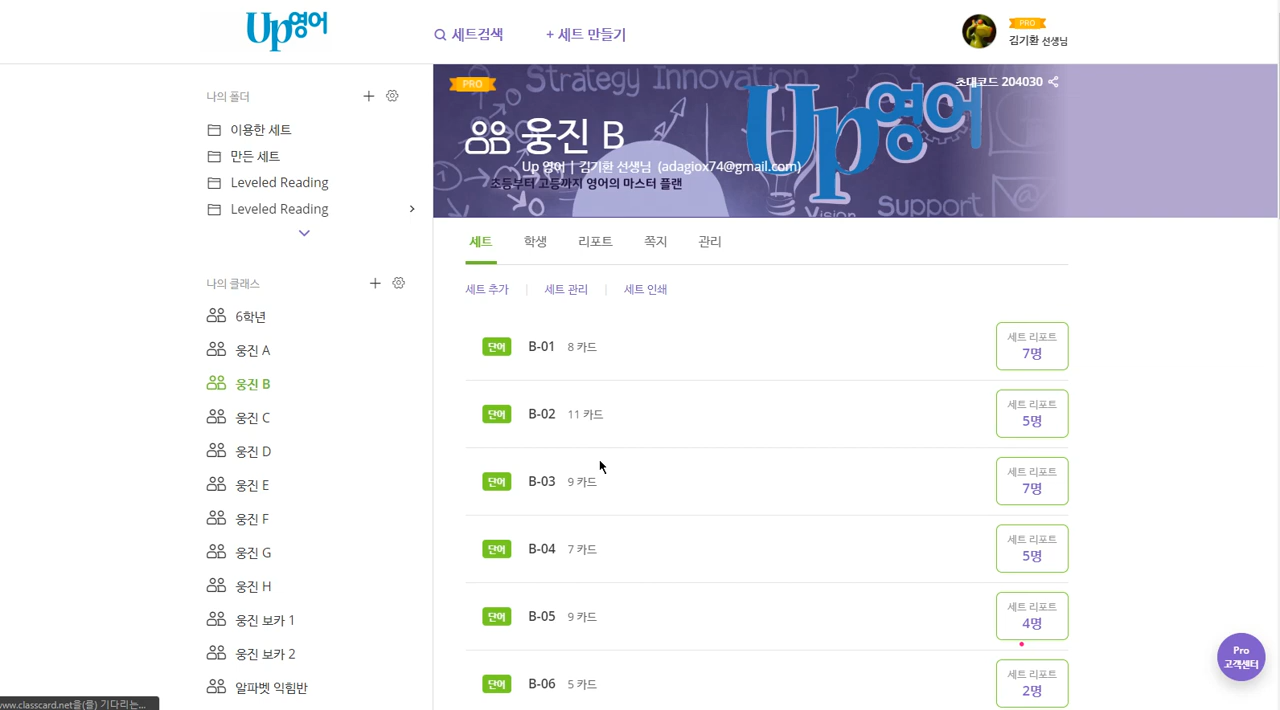 Up영어
세트검색
+ 세트 만들기
PRO
김기환 선생님
나의 폴더
이용한 세트
만든 세트
Leveled Reading
Leveled Reading
나의 클래스
6학년
웅진 A
웅진 B
웅진 C
웅진 D
웅진 E
웅진 F
웅진 G
웅진 H
웅진 보카 1
웅진 보카 2
알파벳 익힘반
PRO
Strategy Innovation
초대코드 204030
Up영어
웅진 B
Up 영어 | 김기환 선생님 (adagiox74@gmail.com)
초등부터 고등까지 영어의 마스터 플랜
Vision
Support
세트 학생 리포트 쪽지 관리
세트 추가 | 세트 관리 | 세트 인쇄
단어 B-01 8 카드
세트 리포트
7명
단어 B-02 11 카드
세트 리포트
5명
단어 B-03 9 카드
세트 리포트
7명
단어 B-04 7 카드
세트 리포트
5명
단어 B-05 9 카드
세트 리포트
4명
단어 B-06 5 카드
세트 리포트
2명
Pro
고객센터
www.classcard.net을(를) 기다리는...